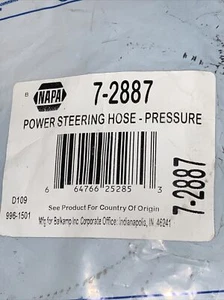 NAPA
7-2887
POWER STEERING HOSE - PRESSURE
6 64766 25285 3
7-2887
D109
996-1501
See Product For Country Of Origin
Mfg for Balkamp Inc. Corporate Office: Indianapolis, IN. 46241